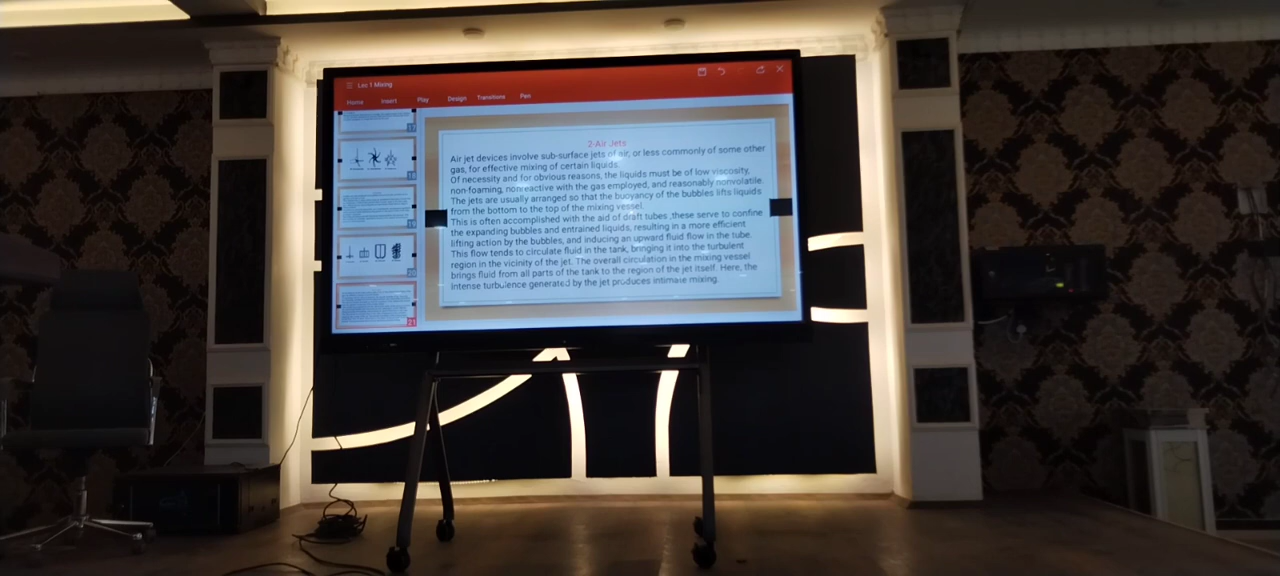 Lec 1 Mixing
Home Insert Play Design Transitions Pen
2-Air Jets
Air jet devices involve sub-surface jets of air, or less commonly of some other
gas, for effective mixing of certain liquids.
Of necessity and for obvious reasons, the liquids must be of low viscosity,
non-foaming, nonreactive with the gas employed, and reasonably nonvolatile.
The jets are usually arranged so that the buoyancy of the bubbles lifts liquids
from the bottom to the top of the mixing vessel.
This is often accomplished with the aid of draft tubes ,these serve to confine
the expanding bubbles and entrained liquids, resulting in a more efficient
lifting action by the bubbles, and inducing an upward fluid flow in the tube.
This flow tends to circulate fluid in the tank, bringing it into the turbulent
region in the vicinity of the jet. The overall circulation in the mixing vessel
brings fluid from all parts of the tank to the region of the jet itself. Here, the
intense turbulence generated by the jet produces intimate mixing.
21